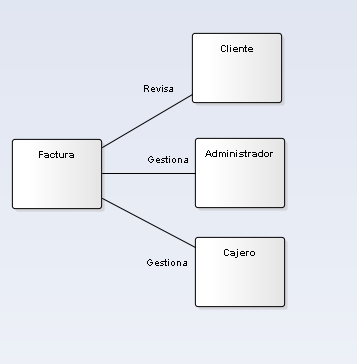 Cliente
Revisa
Factura
Gestiona
Administrador
Cajero
Gestiona